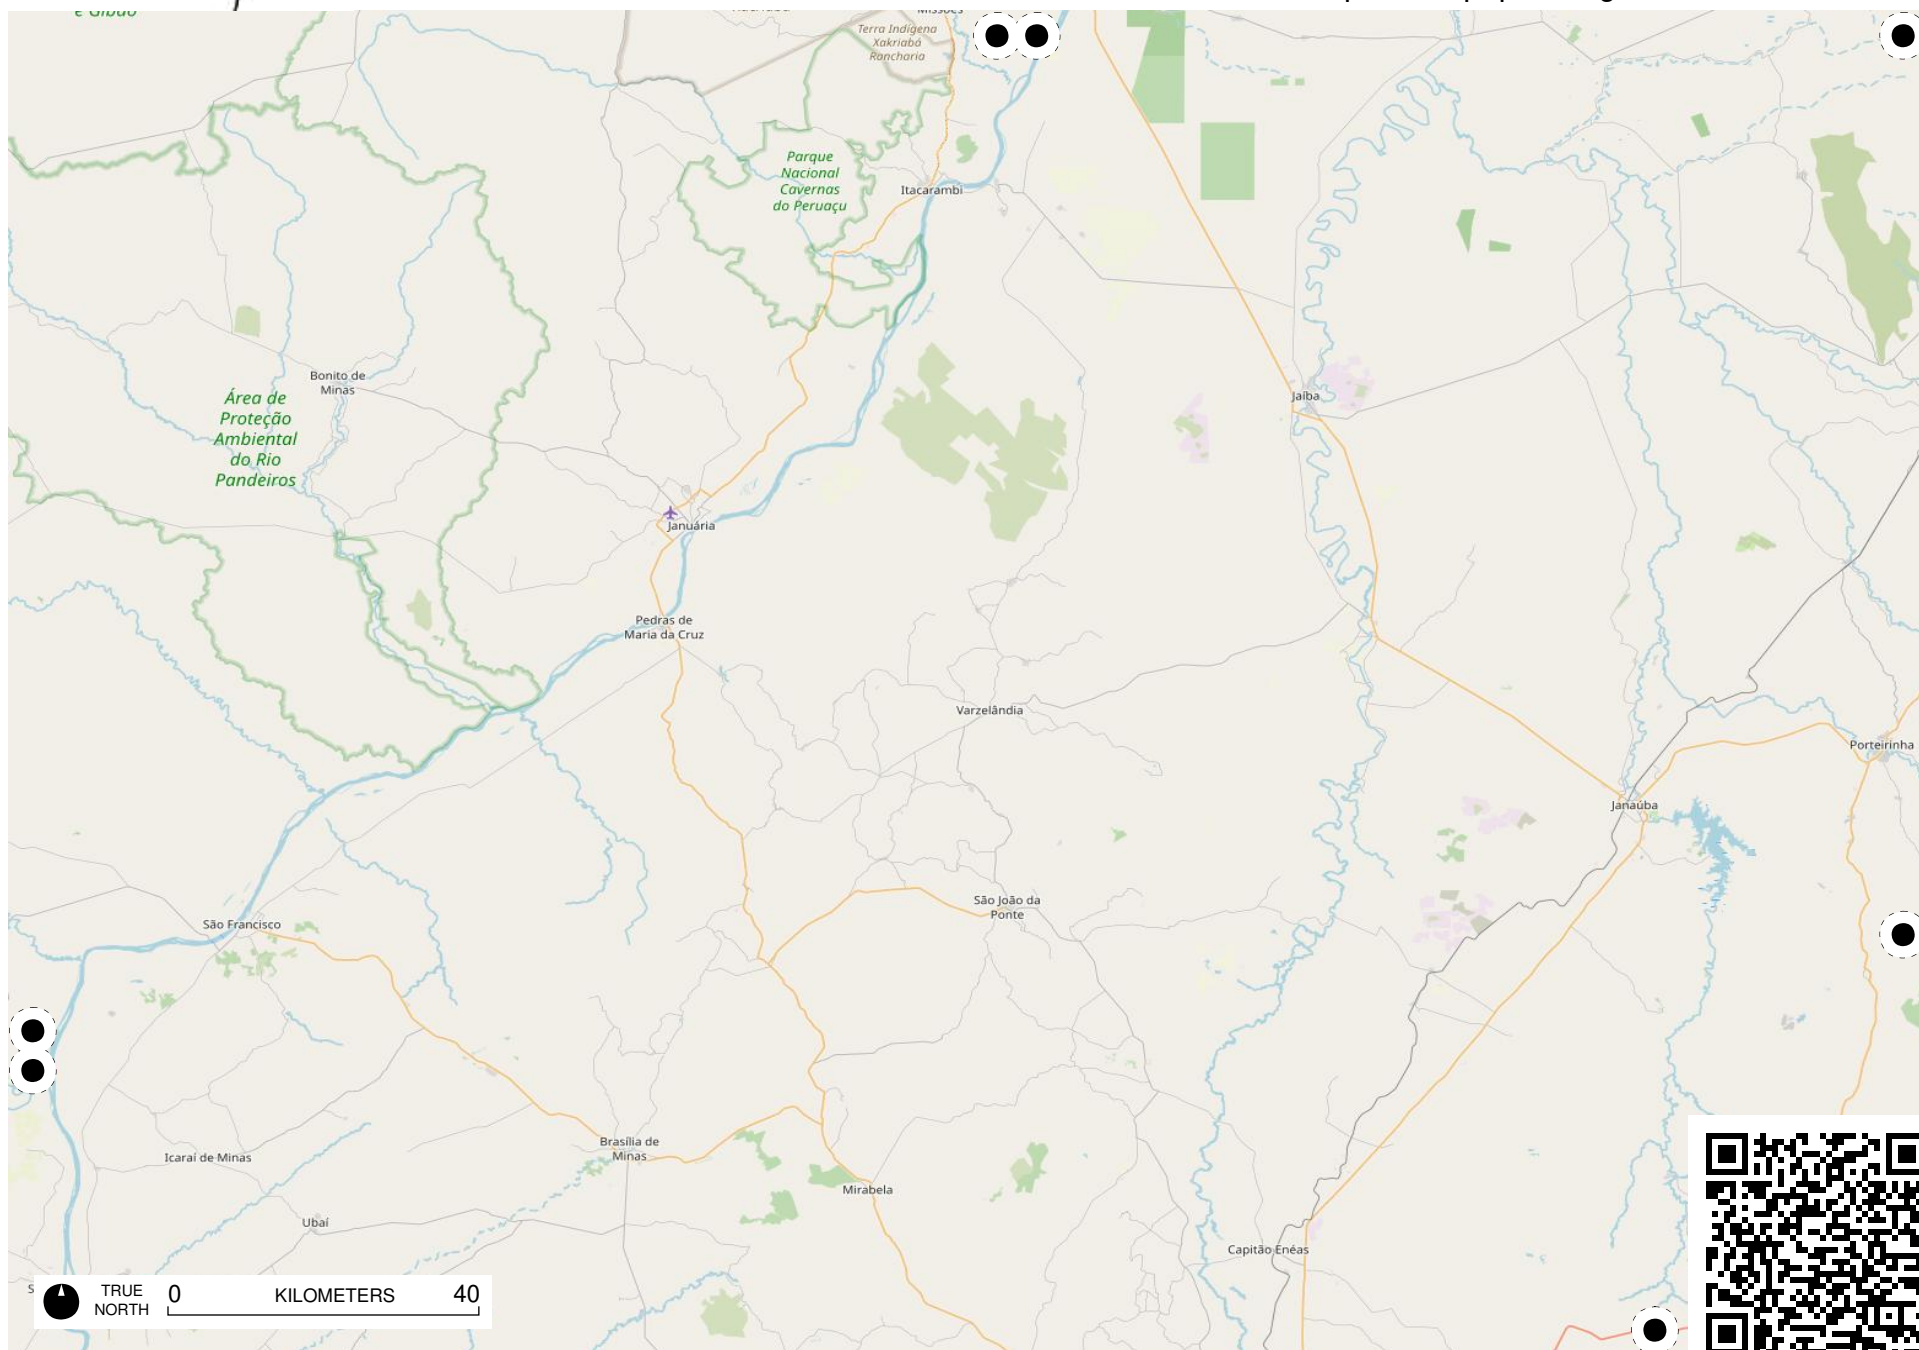 Terra Indígena
Xakriabá
Rancharia
Parque
Nacional
Cavernas
do Peruaçu
Itacarambi
Bonito de
Minas
Área de
Proteção
Ambiental
do Rio
Pandeiros
Jaíba
Januária
Pedras de
Maria da Cruz
Varzelândia
Porteirinha
Janaúba
São João da
Ponte
São Francisco
Brasília de
Minas
Icaraí de Minas
Mirabela
Ubaí
Capitão Enéas
TRUE
NORTH
0 KILOMETERS 40